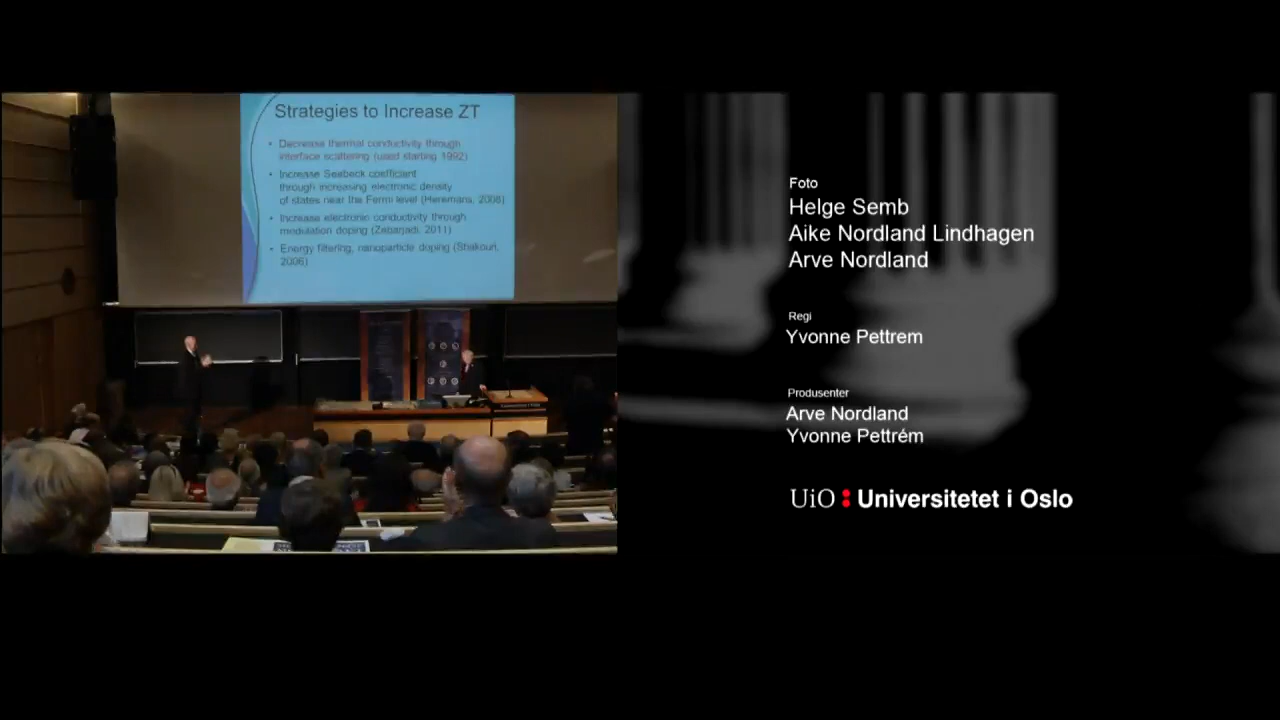 Strategies to Increase ZT
• Decrease thermal conductivity through
interface scattering (used starting 1992)
• Increase Seebeck coefficient
through increasing electronic density
of states near the Fermi level (Heremans, 2008)
• Increase electronic conductivity through
modulation doping (Zebarjadi, 2011)
• Energy filtering, nanoparticle doping (Shakouri,
2006)
Foto
Helge Semb
Aike Nordland Lindhagen
Arve Nordland
Regi
Yvonne Pettrem
Produsenter
Arve Nordland
Yvonne Pettrém
UiO : Universitetet i Oslo